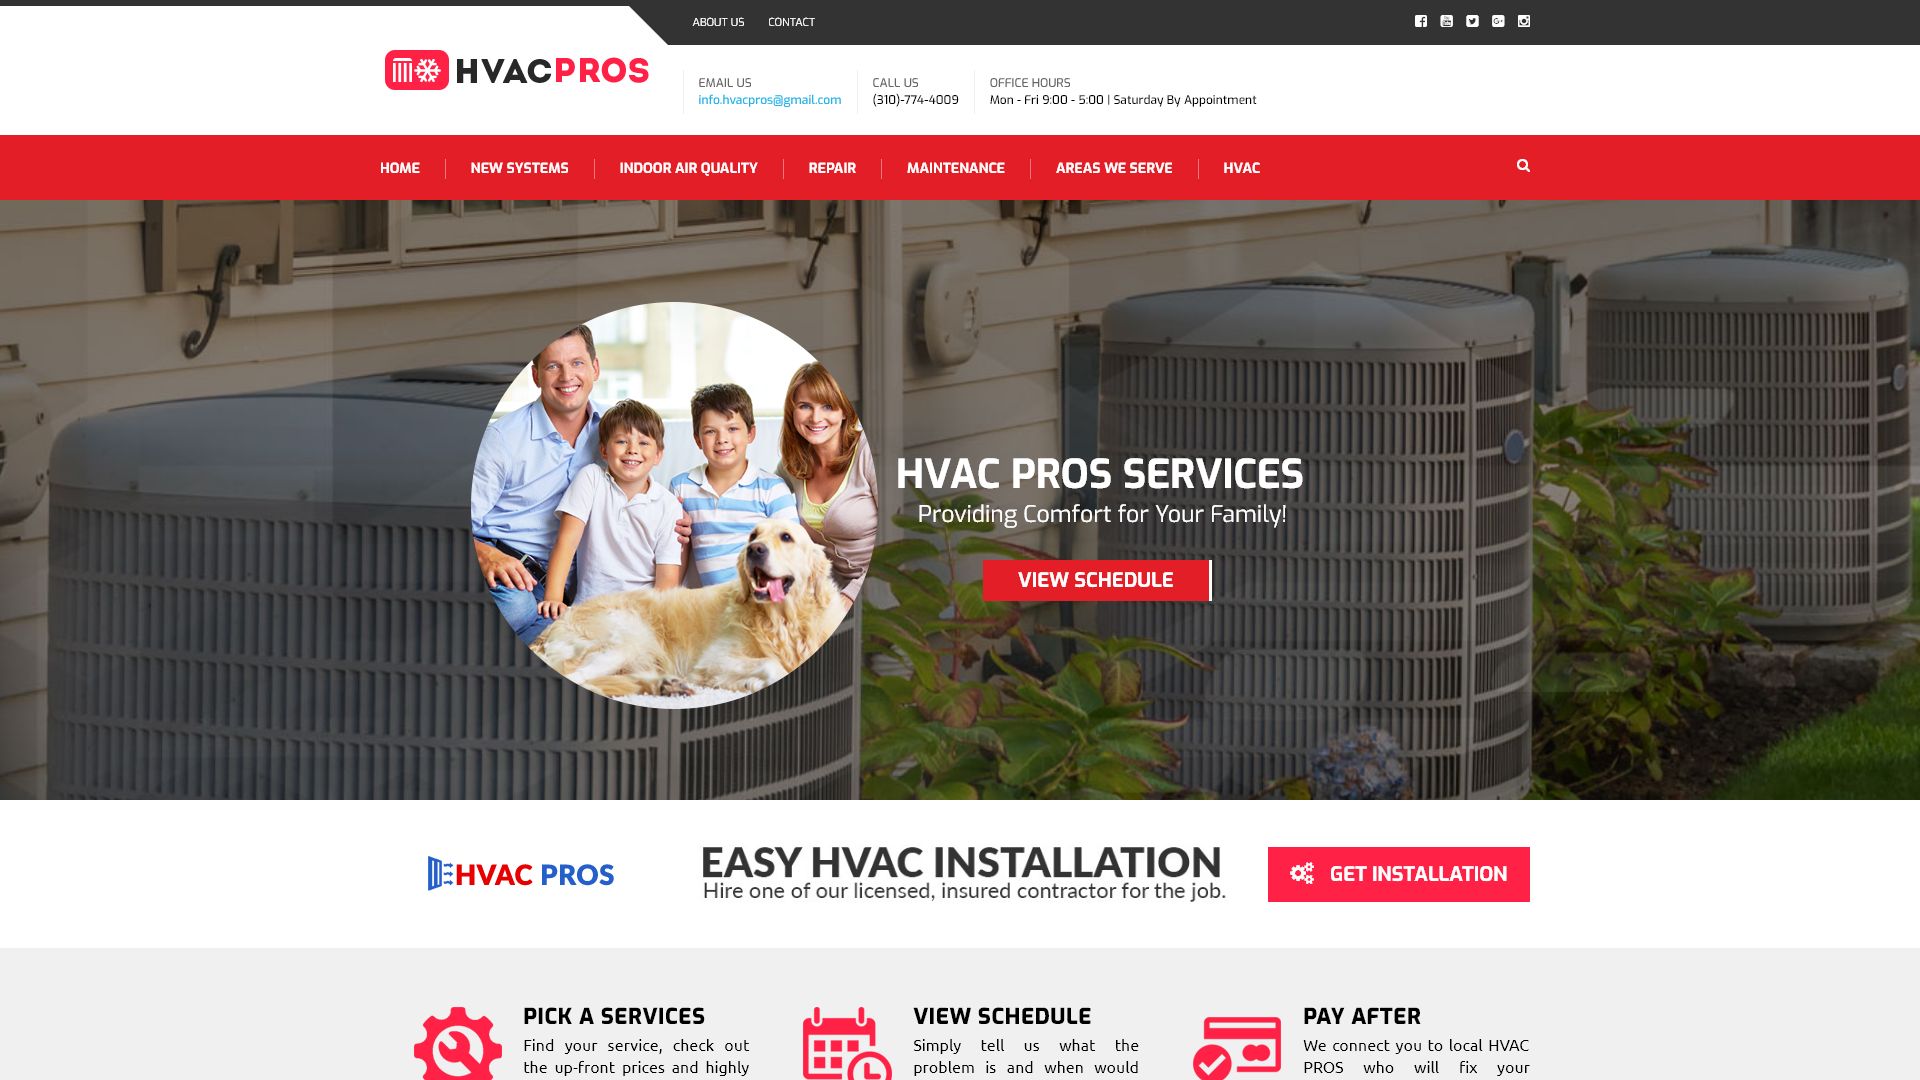 ABOUT US CONTACT
HVACPROS
EMAIL US
info.hvacpros@gmail.com
CALL US
(310)-774-4009
OFFICE HOURS
Mon - Fri 9:00 - 5:00 | Saturday By Appointment
HOME NEW SYSTEMS INDOOR AIR QUALITY REPAIR MAINTENANCE AREAS WE SERVE HVAC
HVAC PROS SERVICES
Providing Comfort for Your Family!
VIEW SCHEDULE
HVAC PROS
EASY HVAC INSTALLATION
Hire one of our licensed, insured contractor for the job.
GET INSTALLATION
PICK A SERVICES
Find your service, check out
the up-front prices and highly
VIEW SCHEDULE
Simply tell us what the
problem is and when would
PAY AFTER
We connect you to local HVAC
PROS who will fix your